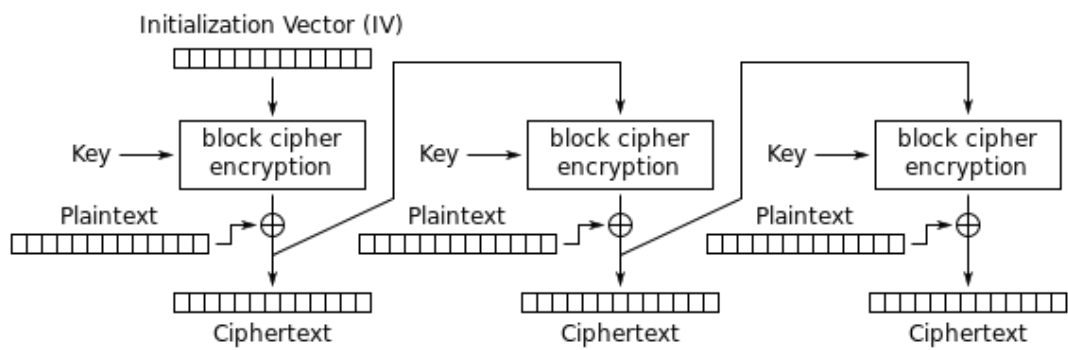 Initialization Vector (IV)
Key
block cipher
encryption
Key
block cipher
encryption
Key
block cipher
encryption
Plaintext
Plaintext
Plaintext
Ciphertext
Ciphertext
Ciphertext